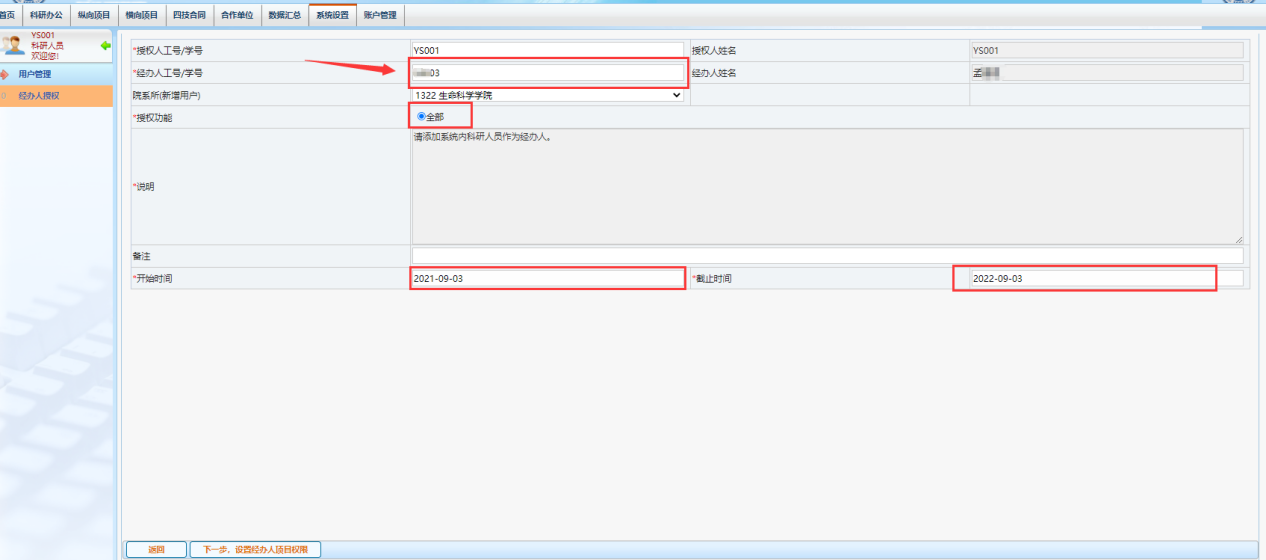 首页 科研办公 纵向项目 横向项目 四技合同 合作单位 数据汇总 系统设置 账户管理
YS001
科研人员
欢迎您!
用户管理
经办人授权
*授权人工号/学号 YS001 授权人姓名 YS001
*经办人工号/学号 03 经办人姓名 孟
院系所(新增用户) 1322 生命科学学院
*授权功能 全部
*说明 请添加系统内科研人员作为经办人。
备注
*开始时间 2021-09-03 *截止时间 2022-09-03
返回 下一步，设置经办人项目权限